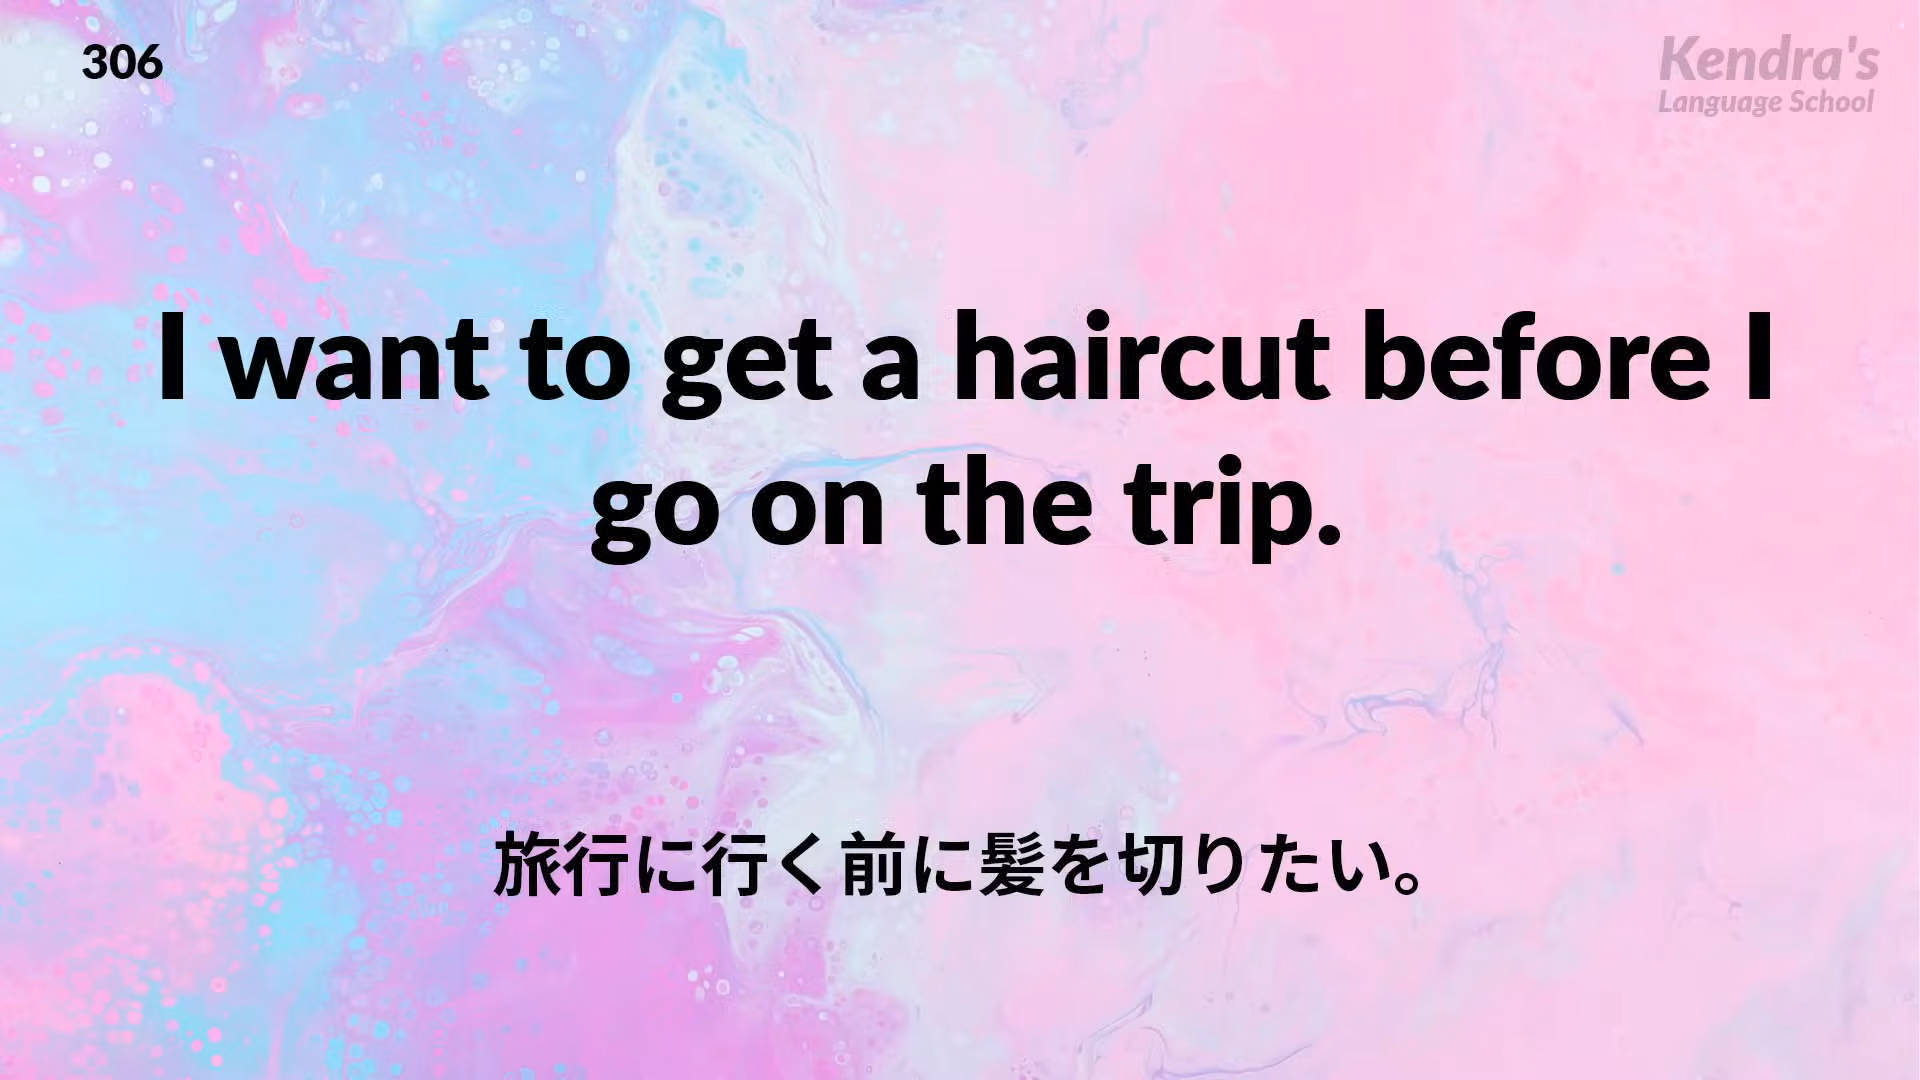 306
Kendra's
Language School
I want to get a haircut before I
go on the trip.
旅行に行く前に髪を切りたい。